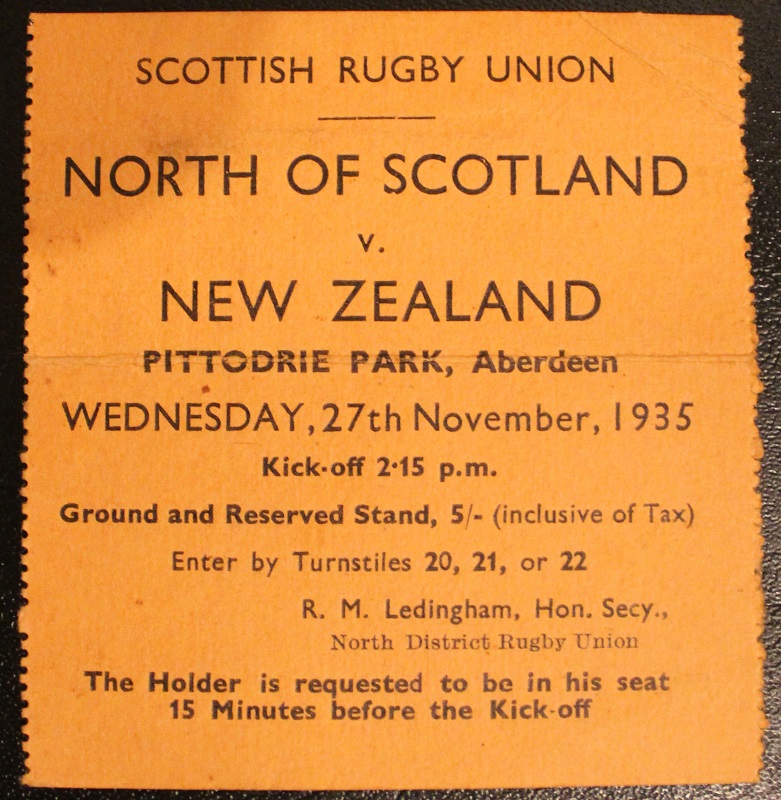 SCOTTISH RUGBY UNION
NORTH OF SCOTLAND
v.
NEW ZEALAND
PITTODRIE PARK, Aberdeen
WEDNESDAY, 27th November, 1935
Kick-off 2·15 p.m.
Ground and Reserved Stand, 5/- (inclusive of Tax)
Enter by Turnstiles 20, 21, or 22
R. M. Ledingham, Hon. Secy.,
North District Rugby Union
The Holder is requested to be in his seat
15 Minutes before the Kick-off